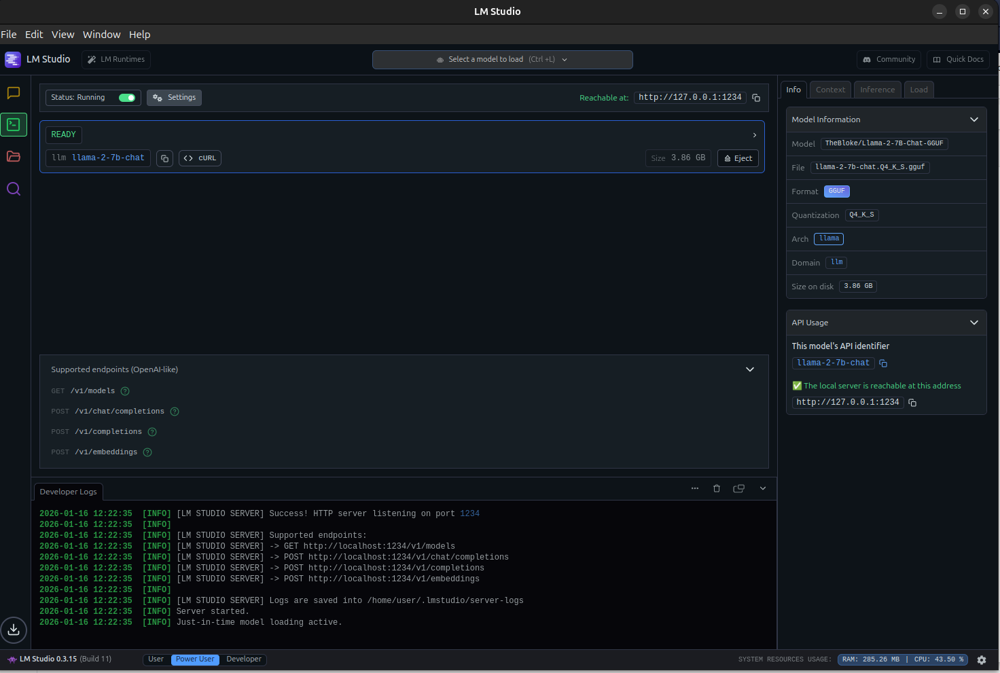 LM Studio
File Edit View Window Help
LM Studio LM Runtimes Select a model to load (Ctrl +L) Community Quick Docs
Status: Running Settings Reachable at: http://127.0.0.1:1234
READY
llm llama-2-7b-chat cURL Size 3.86 GB Eject
Supported endpoints (OpenAI-like)
GET /v1/models ?
POST /v1/chat/completions ?
POST /v1/completions ?
POST /v1/embeddings ?
Developer Logs
2026-01-16 12:22:35 [INFO] [LM STUDIO SERVER] Success! HTTP server listening on port 1234
2026-01-16 12:22:35 [INFO]
2026-01-16 12:22:35 [INFO] [LM STUDIO SERVER] Supported endpoints:
2026-01-16 12:22:35 [INFO] [LM STUDIO SERVER] -> GET http://localhost:1234/v1/models
2026-01-16 12:22:35 [INFO] [LM STUDIO SERVER] -> POST http://localhost:1234/v1/chat/completions
2026-01-16 12:22:35 [INFO] [LM STUDIO SERVER] -> POST http://localhost:1234/v1/completions
2026-01-16 12:22:35 [INFO] [LM STUDIO SERVER] -> POST http://localhost:1234/v1/embeddings
2026-01-16 12:22:35 [INFO]
2026-01-16 12:22:35 [INFO] [LM STUDIO SERVER] Logs are saved into /home/user/.lmstudio/server-logs
2026-01-16 12:22:35 [INFO] Server started.
2026-01-16 12:22:35 [INFO] Just-in-time model loading active.
Info Context Inference Load
Model Information
Model TheBloke/Llama-2-7B-Chat-GGUF
File llama-2-7b-chat.Q4_K_S.gguf
Format GGUF
Quantization Q4_K_S
Arch llama
Domain llm
Size on disk 3.86 GB
API Usage
This model's API identifier
llama-2-7b-chat
✅ The local server is reachable at this address
http://127.0.0.1:1234
LM Studio 0.3.15 (Build 11) User Power User Developer SYSTEM RESOURCES USAGE: RAM: 285.26 MB | CPU: 43.50 %